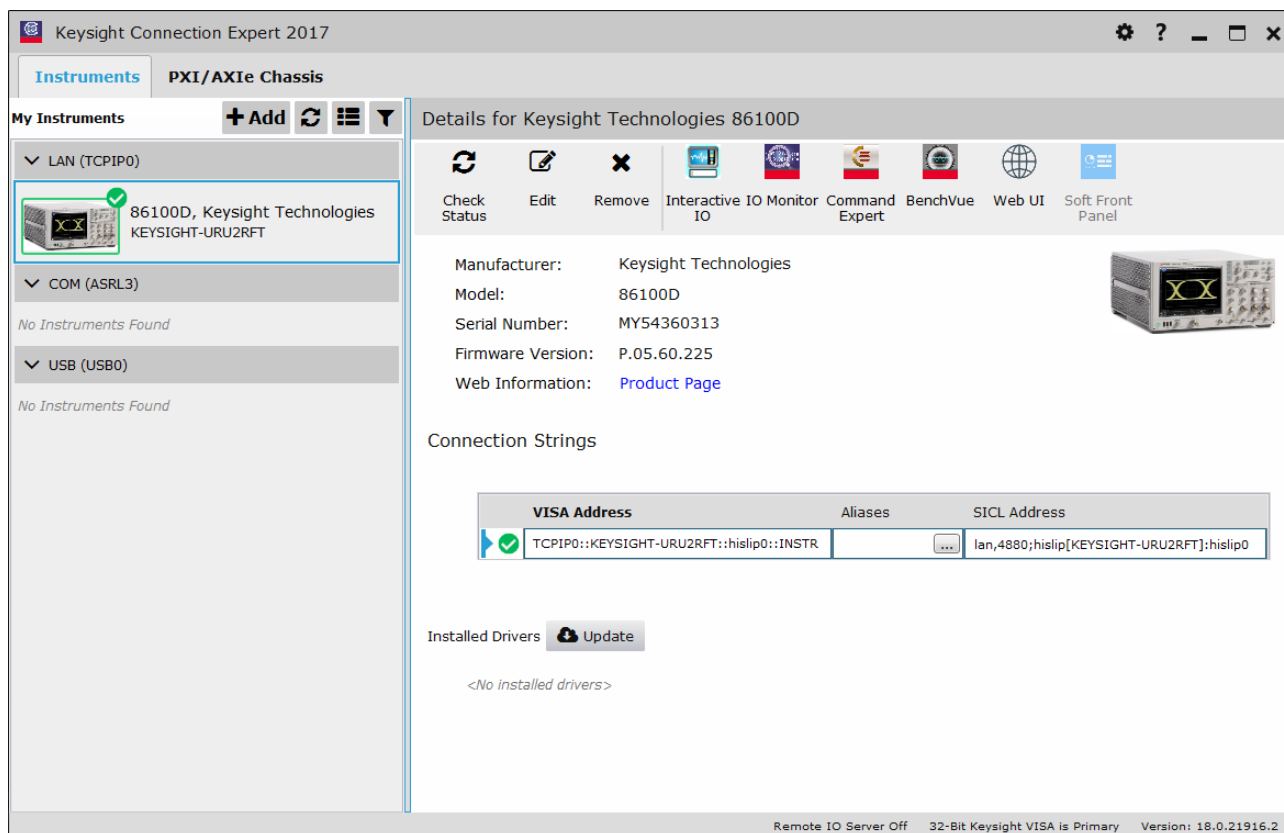 Keysight Connection Expert 2017
?
Instruments PXI/AXIe Chassis
My Instruments
Add
LAN (TCPIP0)
86100D, Keysight Technologies
KEYSIGHT-URU2RFT
COM (ASRL3)
No Instruments Found
USB (USB0)
No Instruments Found
Details for Keysight Technologies 86100D
Check Status
Edit
Remove
Interactive IO
IO Monitor
Command Expert
BenchVue
Web UI
Soft Front Panel
Manufacturer: Keysight Technologies
Model: 86100D
Serial Number: MY54360313
Firmware Version: P.05.60.225
Web Information: Product Page
Connection Strings
VISA Address Aliases SICL Address
TCPIP0::KEYSIGHT-URU2RFT::hislip0::INSTR ... lan,4880;hislip[KEYSIGHT-URU2RFT]:hislip0
Installed Drivers Update
<No installed drivers>
Remote IO Server Off 32-Bit Keysight VISA is Primary Version: 18.0.21916.2